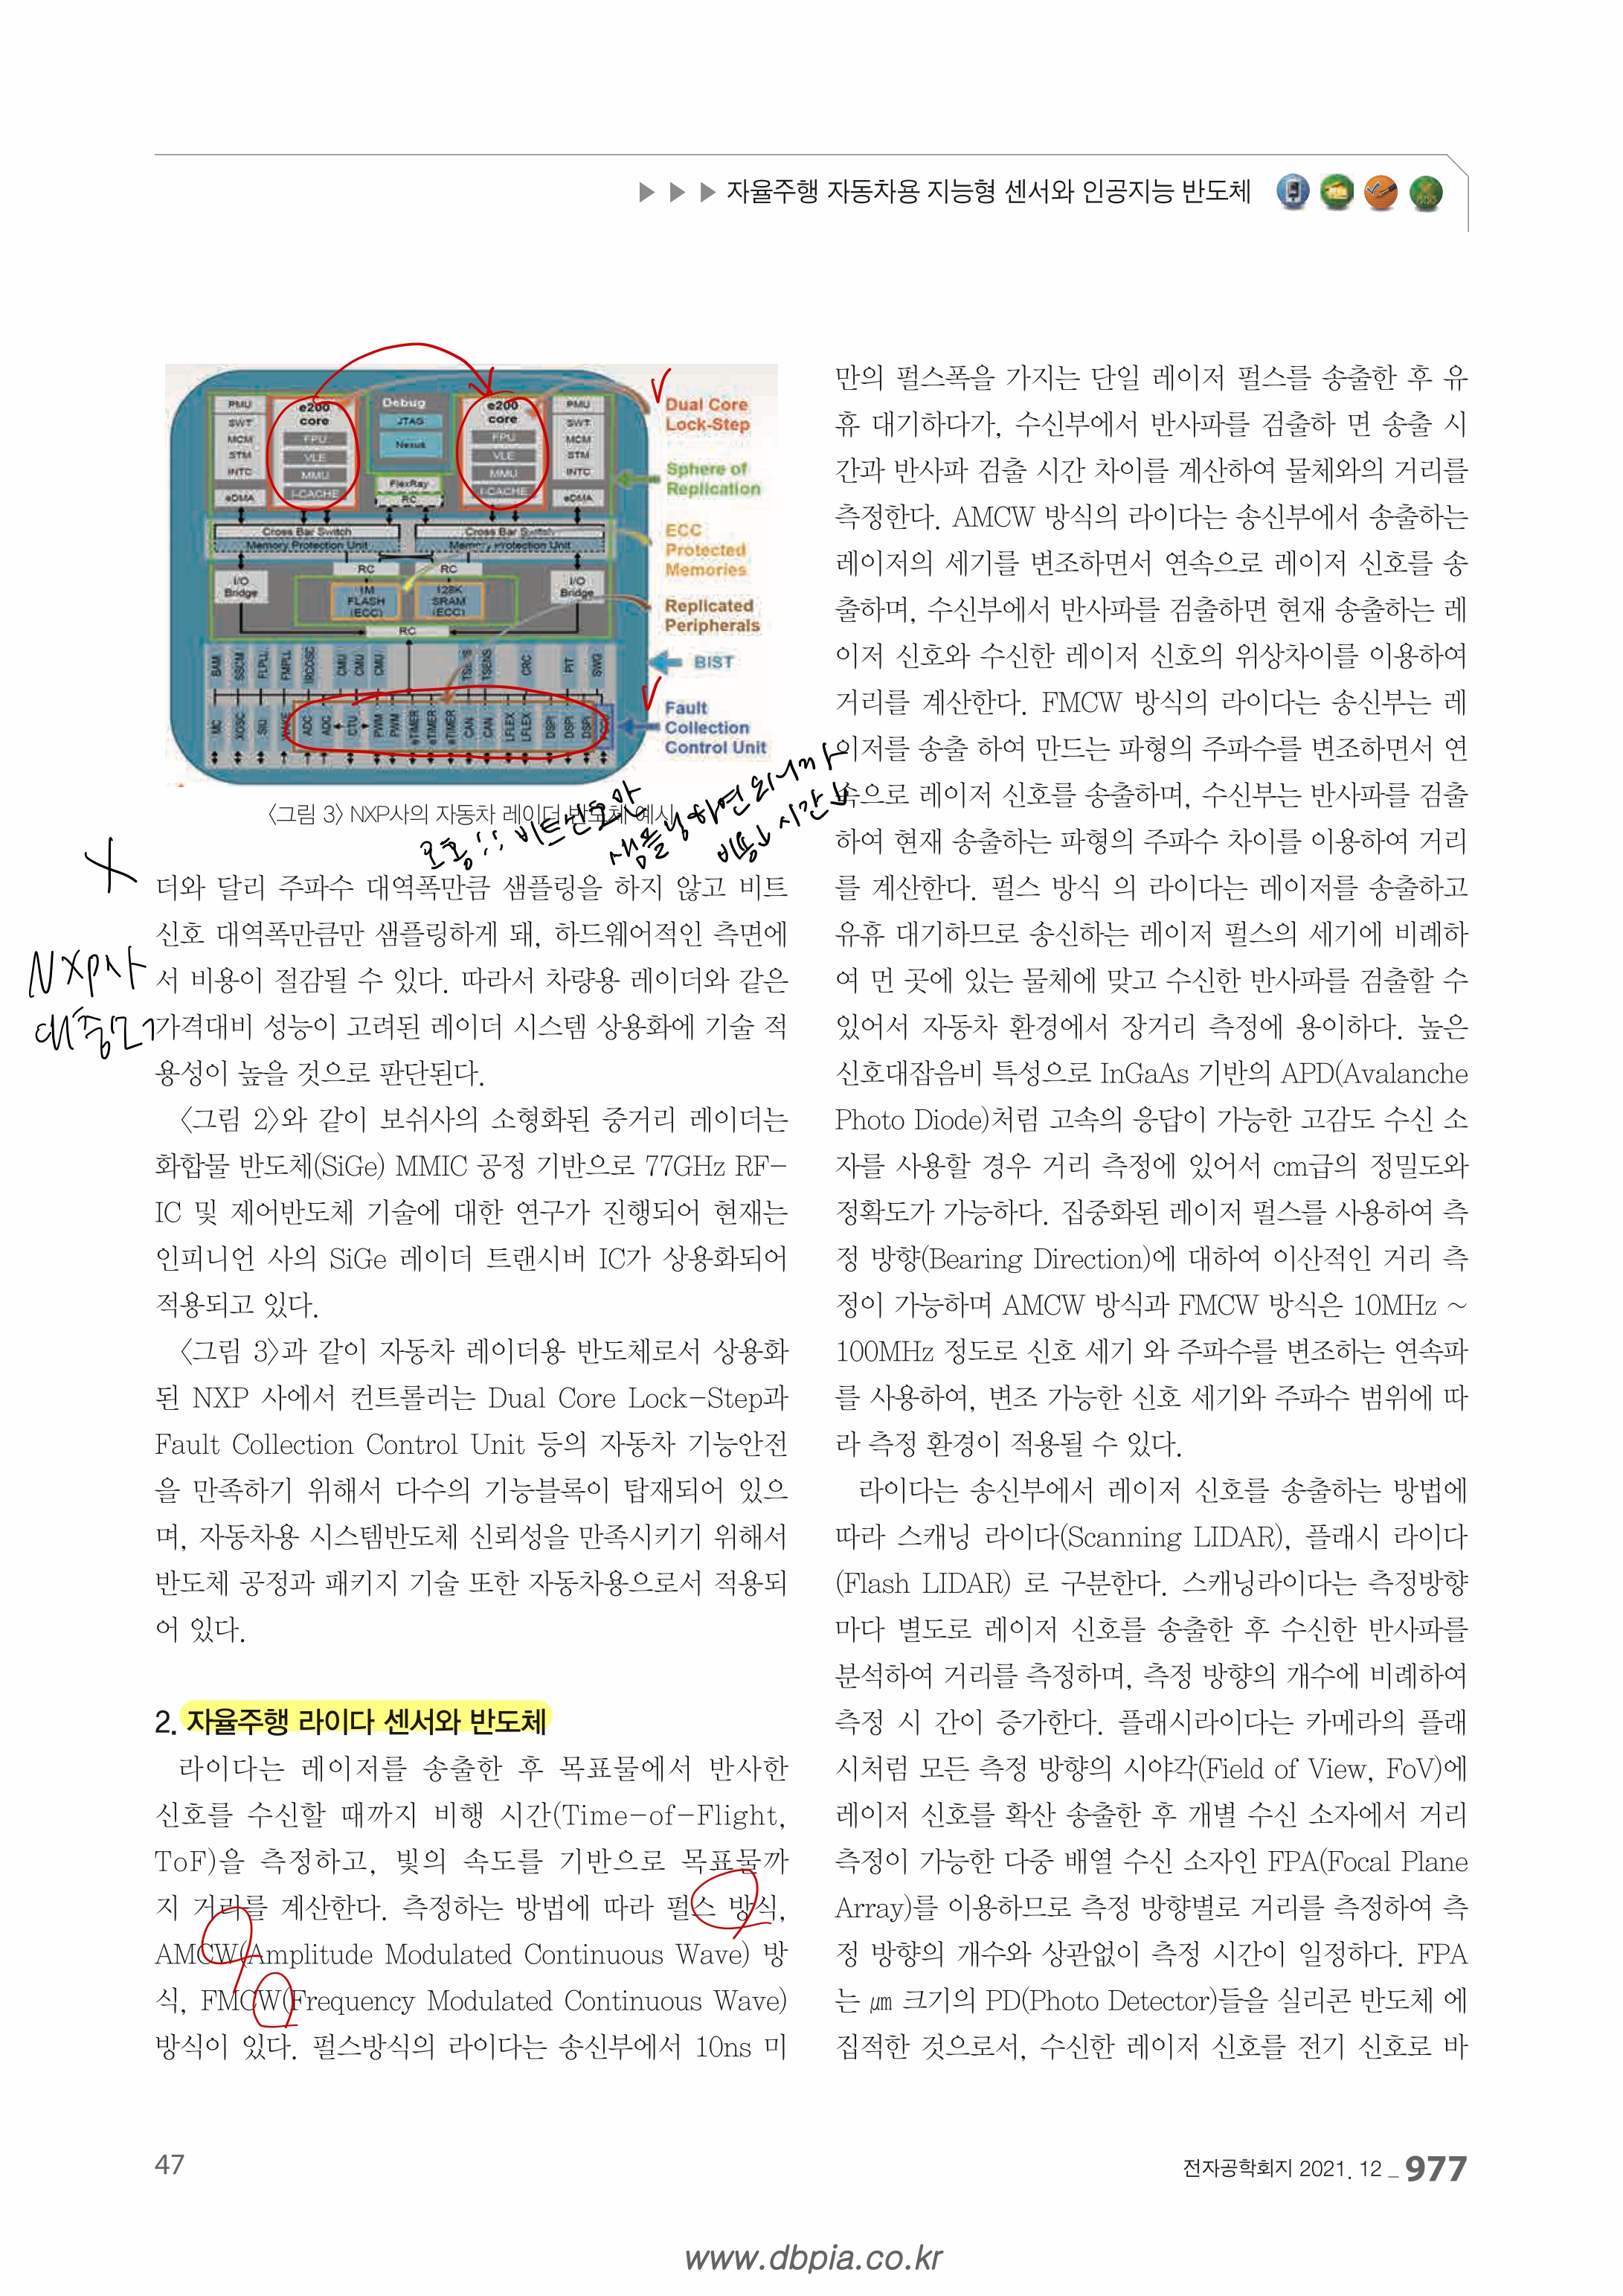 ▶ ▶ ▶ 자율주행 자동차용 지능형 센서와 인공지능 반도체
PMU
SWT
MCM
STM
INTC
eDMA
e200
core
FPU
VLE
MMU
I-CACHE
Debug
JTAG
Nexus
FlexRay
RC
e200
core
FPU
VLE
MMU
I-CACHE
PMU
SWT
MCM
STM
INTC
eDMA
Cross Bar Switch
Memory Protection Unit
Cross Bar Switch
Memory Protection Unit
RC
RC
I/O
Bridge
1M
FLASH
(ECC)
128K
SRAM
(ECC)
I/O
Bridge
RC
BAM
SSCM
FMPLL
IRCOSC
CMU
CMU
CMU
TSENS
CRC
PIT
SWG
MC
XOSC
SIU
ADC
ADC
CTU
PWM
PWM
eTIMER
eTIMER
eTIMER
CAN
CAN
LFLEX
LFLEX
DSPI
DSPI
DSPI
Dual Core
Lock-Step
Sphere of
Replication
ECC
Protected
Memories
Replicated
Peripherals
BIST
Fault
Collection
Control Unit
〈그림 3〉 NXP사의 자동차 레이더 반도체 예시
샘플링하면 되니까
비용↓ 시간↓
NXP사
더와 달리 주파수 대역폭만큼 샘플링을 하지 않고 비트
신호 대역폭만큼만 샘플링하게 돼, 하드웨어적인 측면에
서 비용이 절감될 수 있다. 따라서 차량용 레이더와 같은
가격대비 성능이 고려된 레이더 시스템 상용화에 기술 적
용성이 높을 것으로 판단된다.
〈그림 2〉와 같이 보쉬사의 소형화된 중거리 레이더는
화합물 반도체(SiGe) MMIC 공정 기반으로 77GHz RF-
IC 및 제어반도체 기술에 대한 연구가 진행되어 현재는
인피니언 사의 SiGe 레이더 트랜시버 IC가 상용화되어
적용되고 있다.
〈그림 3〉과 같이 자동차 레이더용 반도체로서 상용화
된 NXP 사에서 컨트롤러는 Dual Core Lock-Step과
Fault Collection Control Unit 등의 자동차 기능안전
을 만족하기 위해서 다수의 기능블록이 탑재되어 있으
며, 자동차용 시스템반도체 신뢰성을 만족시키기 위해서
반도체 공정과 패키지 기술 또한 자동차용으로서 적용되
어 있다.
2. 자율주행 라이다 센서와 반도체
라이다는 레이저를 송출한 후 목표물에서 반사한
신호를 수신할 때까지 비행 시간(Time-of-Flight,
ToF)을 측정하고, 빛의 속도를 기반으로 목표물까
지 거리를 계산한다. 측정하는 방법에 따라 펄스 방식,
AMCW(Amplitude Modulated Continuous Wave) 방
식, FMCW(Frequency Modulated Continuous Wave)
방식이 있다. 펄스방식의 라이다는 송신부에서 10ns 미
만의 펄스폭을 가지는 단일 레이저 펄스를 송출한 후 유
휴 대기하다가, 수신부에서 반사파를 검출하 면 송출 시
간과 반사파 검출 시간 차이를 계산하여 물체와의 거리를
측정한다. AMCW 방식의 라이다는 송신부에서 송출하는
레이저의 세기를 변조하면서 연속으로 레이저 신호를 송
출하며, 수신부에서 반사파를 검출하면 현재 송출하는 레
이저 신호와 수신한 레이저 신호의 위상차이를 이용하여
거리를 계산한다. FMCW 방식의 라이다는 송신부는 레
이저를 송출 하여 만드는 파형의 주파수를 변조하면서 연
속으로 레이저 신호를 송출하며, 수신부는 반사파를 검출
하여 현재 송출하는 파형의 주파수 차이를 이용하여 거리
를 계산한다. 펄스 방식 의 라이다는 레이저를 송출하고
유휴 대기하므로 송신하는 레이저 펄스의 세기에 비례하
여 먼 곳에 있는 물체에 맞고 수신한 반사파를 검출할 수
있어서 자동차 환경에서 장거리 측정에 용이하다. 높은
신호대잡음비 특성으로 InGaAs 기반의 APD(Avalanche
Photo Diode)처럼 고속의 응답이 가능한 고감도 수신 소
자를 사용할 경우 거리 측정에 있어서 cm급의 정밀도와
정확도가 가능하다. 집중화된 레이저 펄스를 사용하여 측
정 방향(Bearing Direction)에 대하여 이산적인 거리 측
정이 가능하며 AMCW 방식과 FMCW 방식은 10MHz ~
100MHz 정도로 신호 세기 와 주파수를 변조하는 연속파
를 사용하여, 변조 가능한 신호 세기와 주파수 범위에 따
라 측정 환경이 적용될 수 있다.
라이다는 송신부에서 레이저 신호를 송출하는 방법에
따라 스캐닝 라이다(Scanning LIDAR), 플래시 라이다
(Flash LIDAR) 로 구분한다. 스캐닝라이다는 측정방향
마다 별도로 레이저 신호를 송출한 후 수신한 반사파를
분석하여 거리를 측정하며, 측정 방향의 개수에 비례하여
측정 시 간이 증가한다. 플래시라이다는 카메라의 플래
시처럼 모든 측정 방향의 시야각(Field of View, FoV)에
레이저 신호를 확산 송출한 후 개별 수신 소자에서 거리
측정이 가능한 다중 배열 수신 소자인 FPA(Focal Plane
Array)를 이용하므로 측정 방향별로 거리를 측정하여 측
정 방향의 개수와 상관없이 측정 시간이 일정하다. FPA
는 ㎛ 크기의 PD(Photo Detector)들을 실리콘 반도체 에
집적한 것으로서, 수신한 레이저 신호를 전기 신호로 바
47
전자공학회지 2021. 12 _ 977
www.dbpia.co.kr